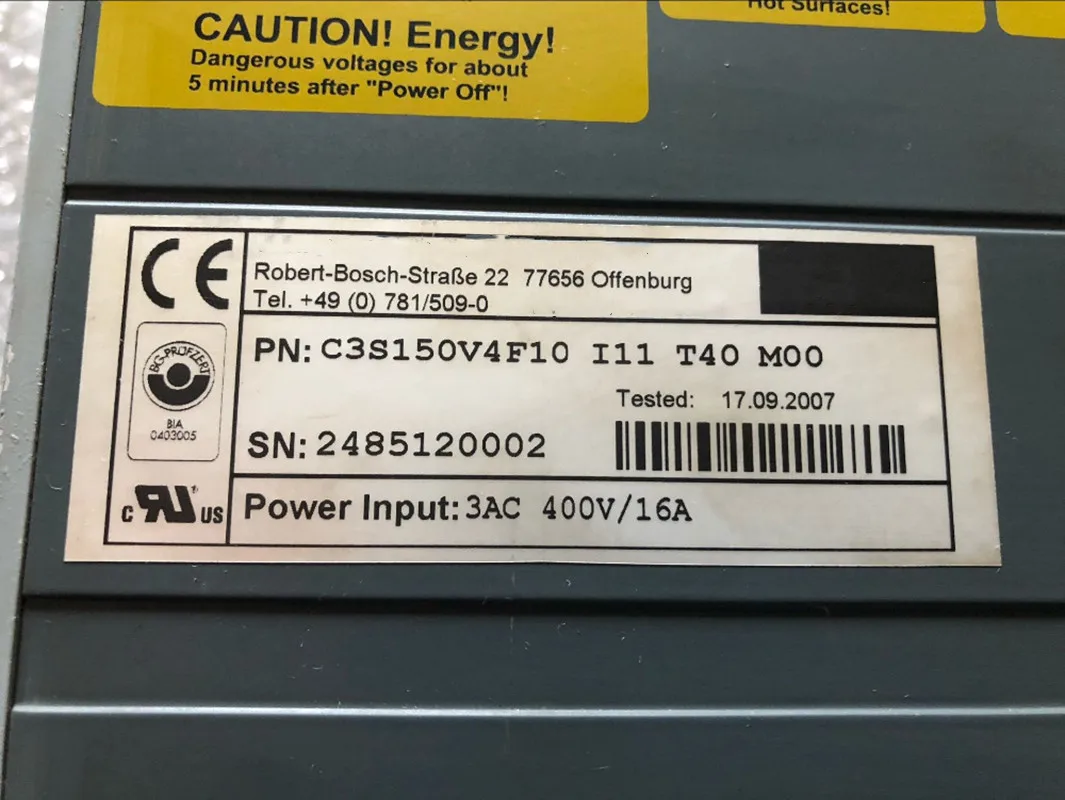 CAUTION! Energy!
Dangerous voltages for about
5 minutes after "Power Off"!
Hot Surfaces!
CE
Robert-Bosch-Straße 22 77656 Offenburg
Tel. +49 (0) 781/509-0
BG-PRÜFZERT
BIA
0403005
PN: C3S150V4F10 I11 T40 M00
Tested: 17.09.2007
SN: 2485120002
c RU US
Power Input: 3AC 400V/16A